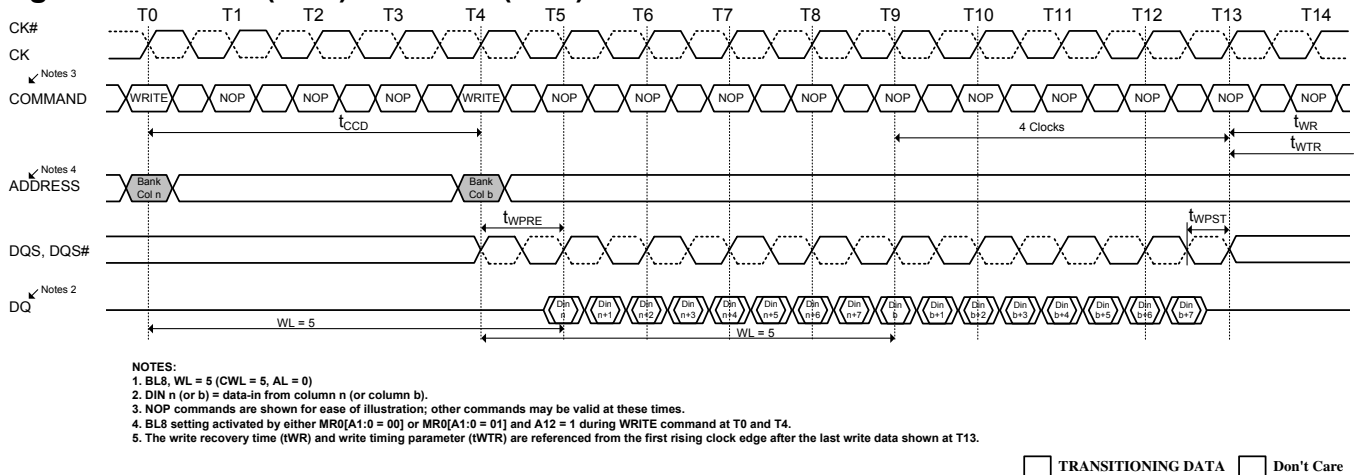 T0 T1 T2 T3 T4 T5 T6 T7 T8 T9 T10 T11 T12 T13 T14
CK#
CK
Notes 3
COMMAND WRITE NOP NOP NOP WRITE NOP NOP NOP NOP NOP NOP NOP NOP NOP NOP
tCCD 4 Clocks tWR
tWTR
Notes 4
ADDRESS
Bank Bank
Col n Col b
tWPRE tWPST
DQS, DQS#
Notes 2
DQ
Din Din Din Din Din Din Din Din Din Din Din Din Din Din Din Din
n n+1 n+2 n+3 n+4 n+5 n+6 n+7 b b+1 b+2 b+3 b+4 b+5 b+6 b+7
WL = 5 WL = 5
NOTES:
1. BL8, WL = 5 (CWL = 5, AL = 0)
2. DIN n (or b) = data-in from column n (or column b).
3. NOP commands are shown for ease of illustration; other commands may be valid at these times.
4. BL8 setting activated by either MR0[A1:0 = 00] or MR0[A1:0 = 01] and A12 = 1 during WRITE command at T0 and T4.
5. The write recovery time (tWR) and write timing parameter (tWTR) are referenced from the first rising clock edge after the last write data shown at T13.
TRANSITIONING DATA Don't Care